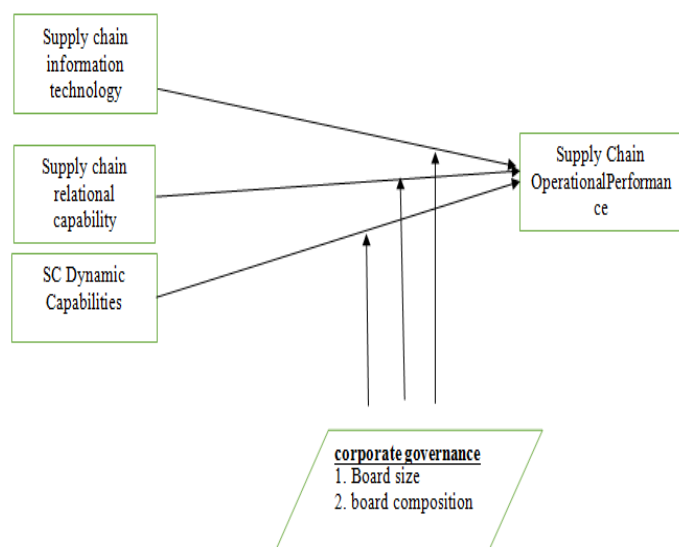 Supply chain
information
technology
Supply chain
relational
capability
SC Dynamic
Capabilities
Supply Chain
OperationalPerforman
ce
corporate governance
1. Board size
2. board composition